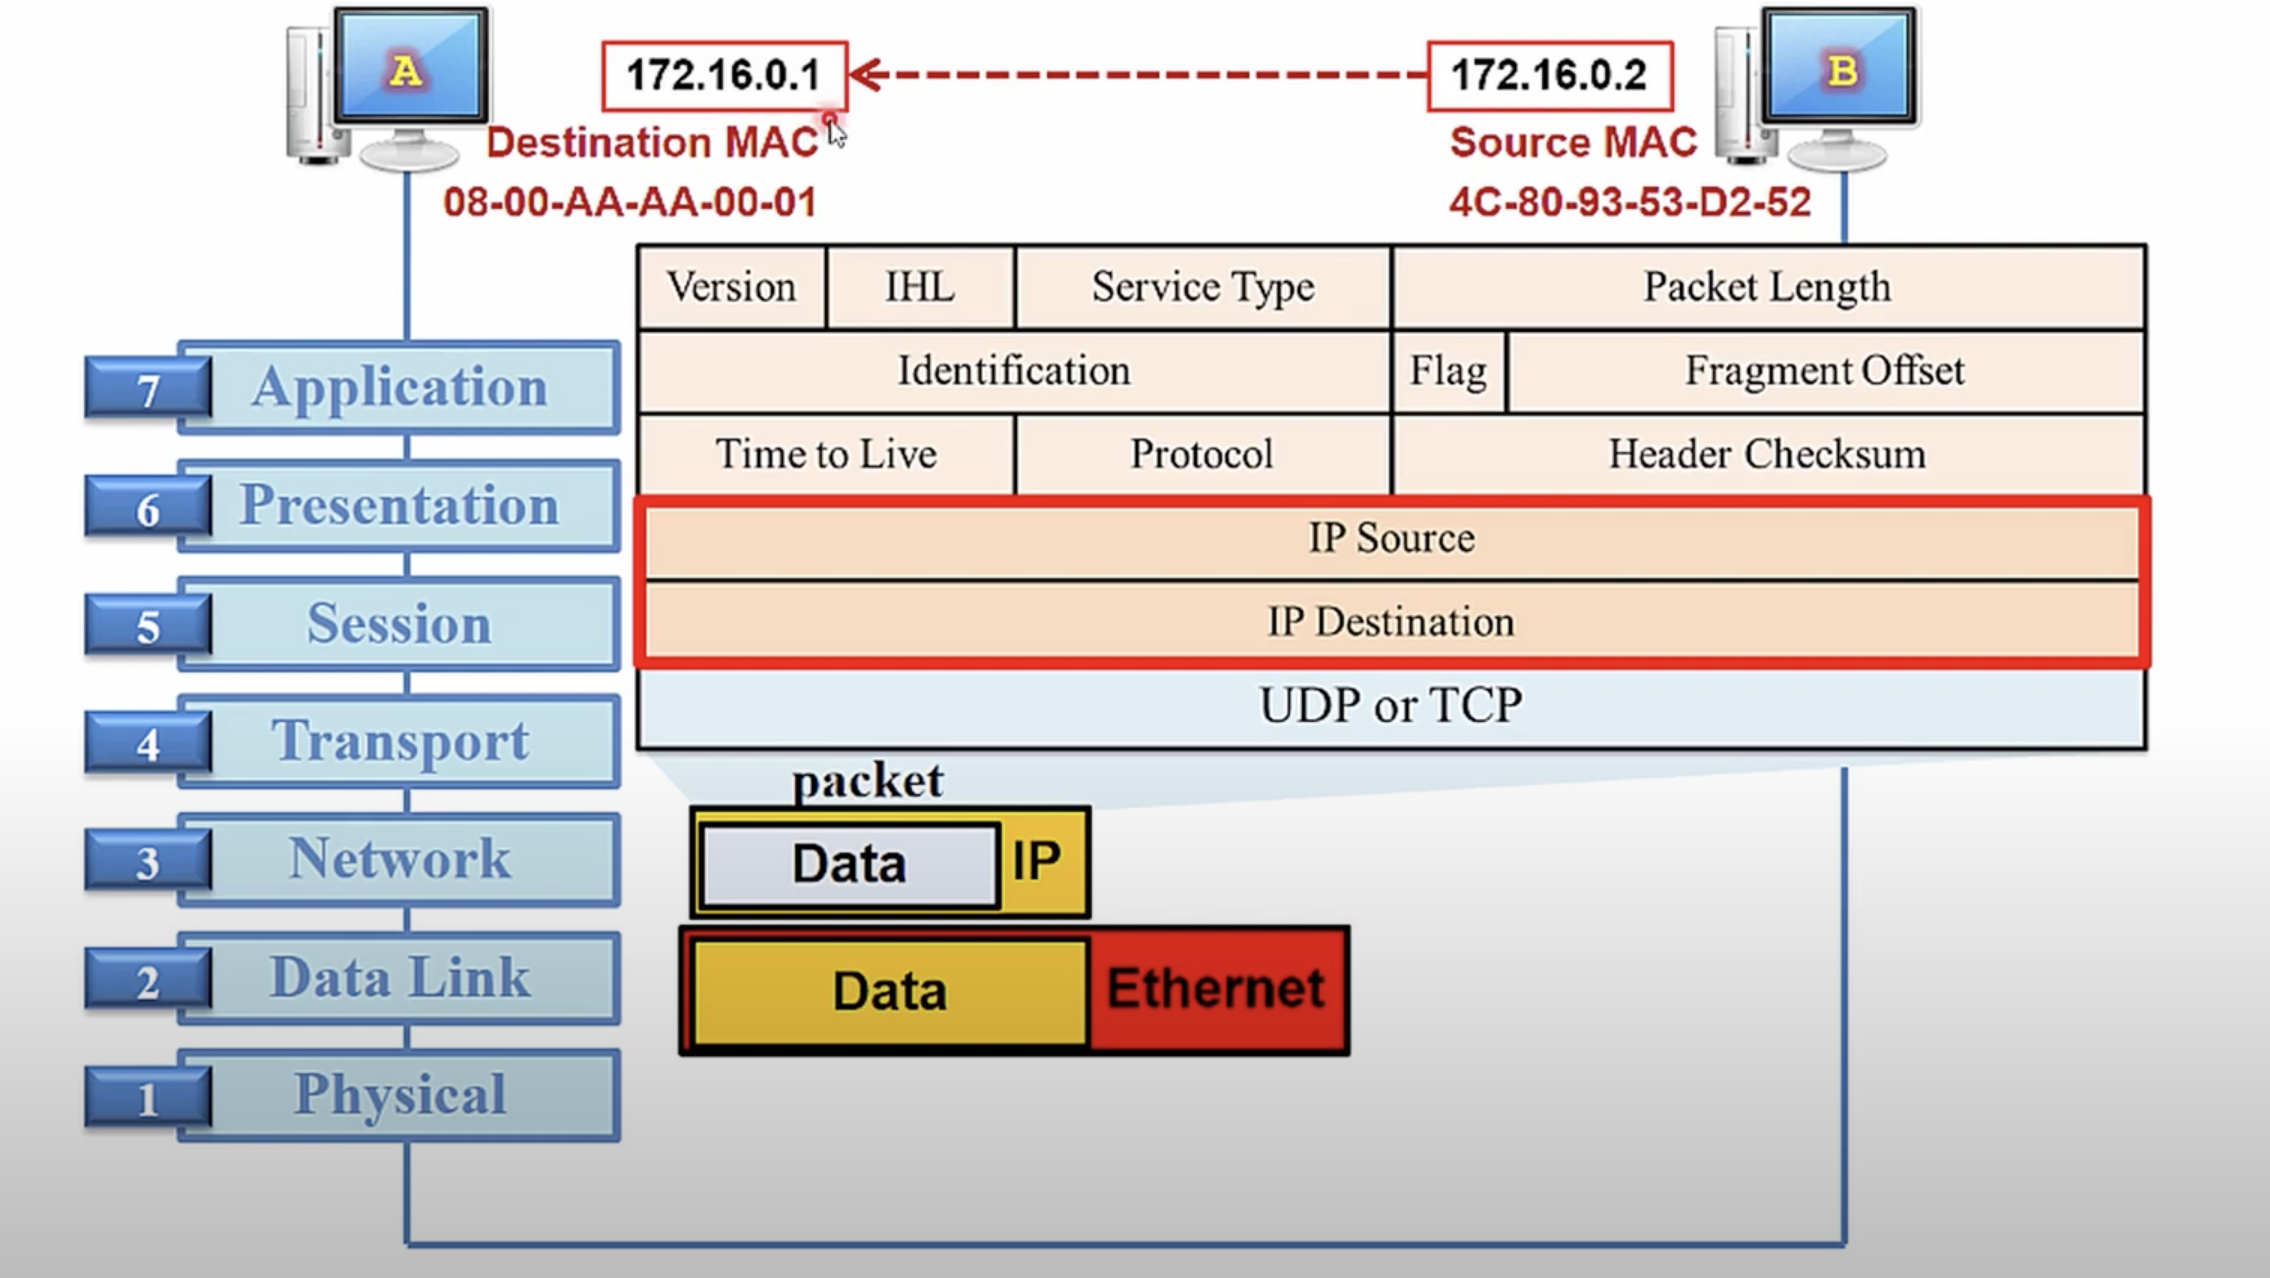 A
172.16.0.1
172.16.0.2
B
Destination MAC
Source MAC
08-00-AA-AA-00-01
4C-80-93-53-D2-52
Version
IHL
Service Type
Packet Length
Identification
Flag
Fragment Offset
Time to Live
Protocol
Header Checksum
IP Source
IP Destination
UDP or TCP
7
Application
6
Presentation
5
Session
4
Transport
3
Network
2
Data Link
1
Physical
packet
Data
IP
Data
Ethernet